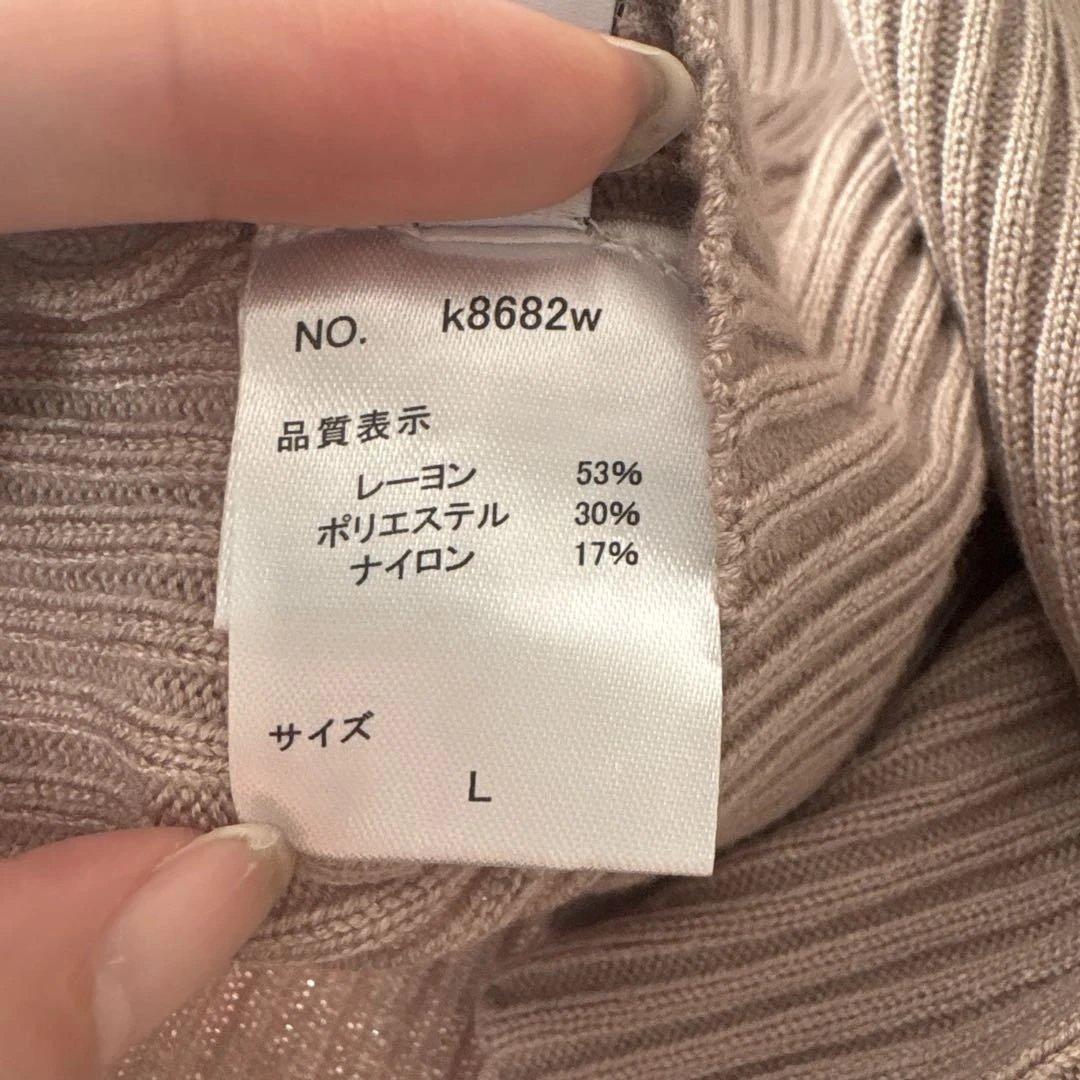 NO. k8682w
品質表示
レーヨン 53%
ポリエステル 30%
ナイロン 17%
サイズ
L